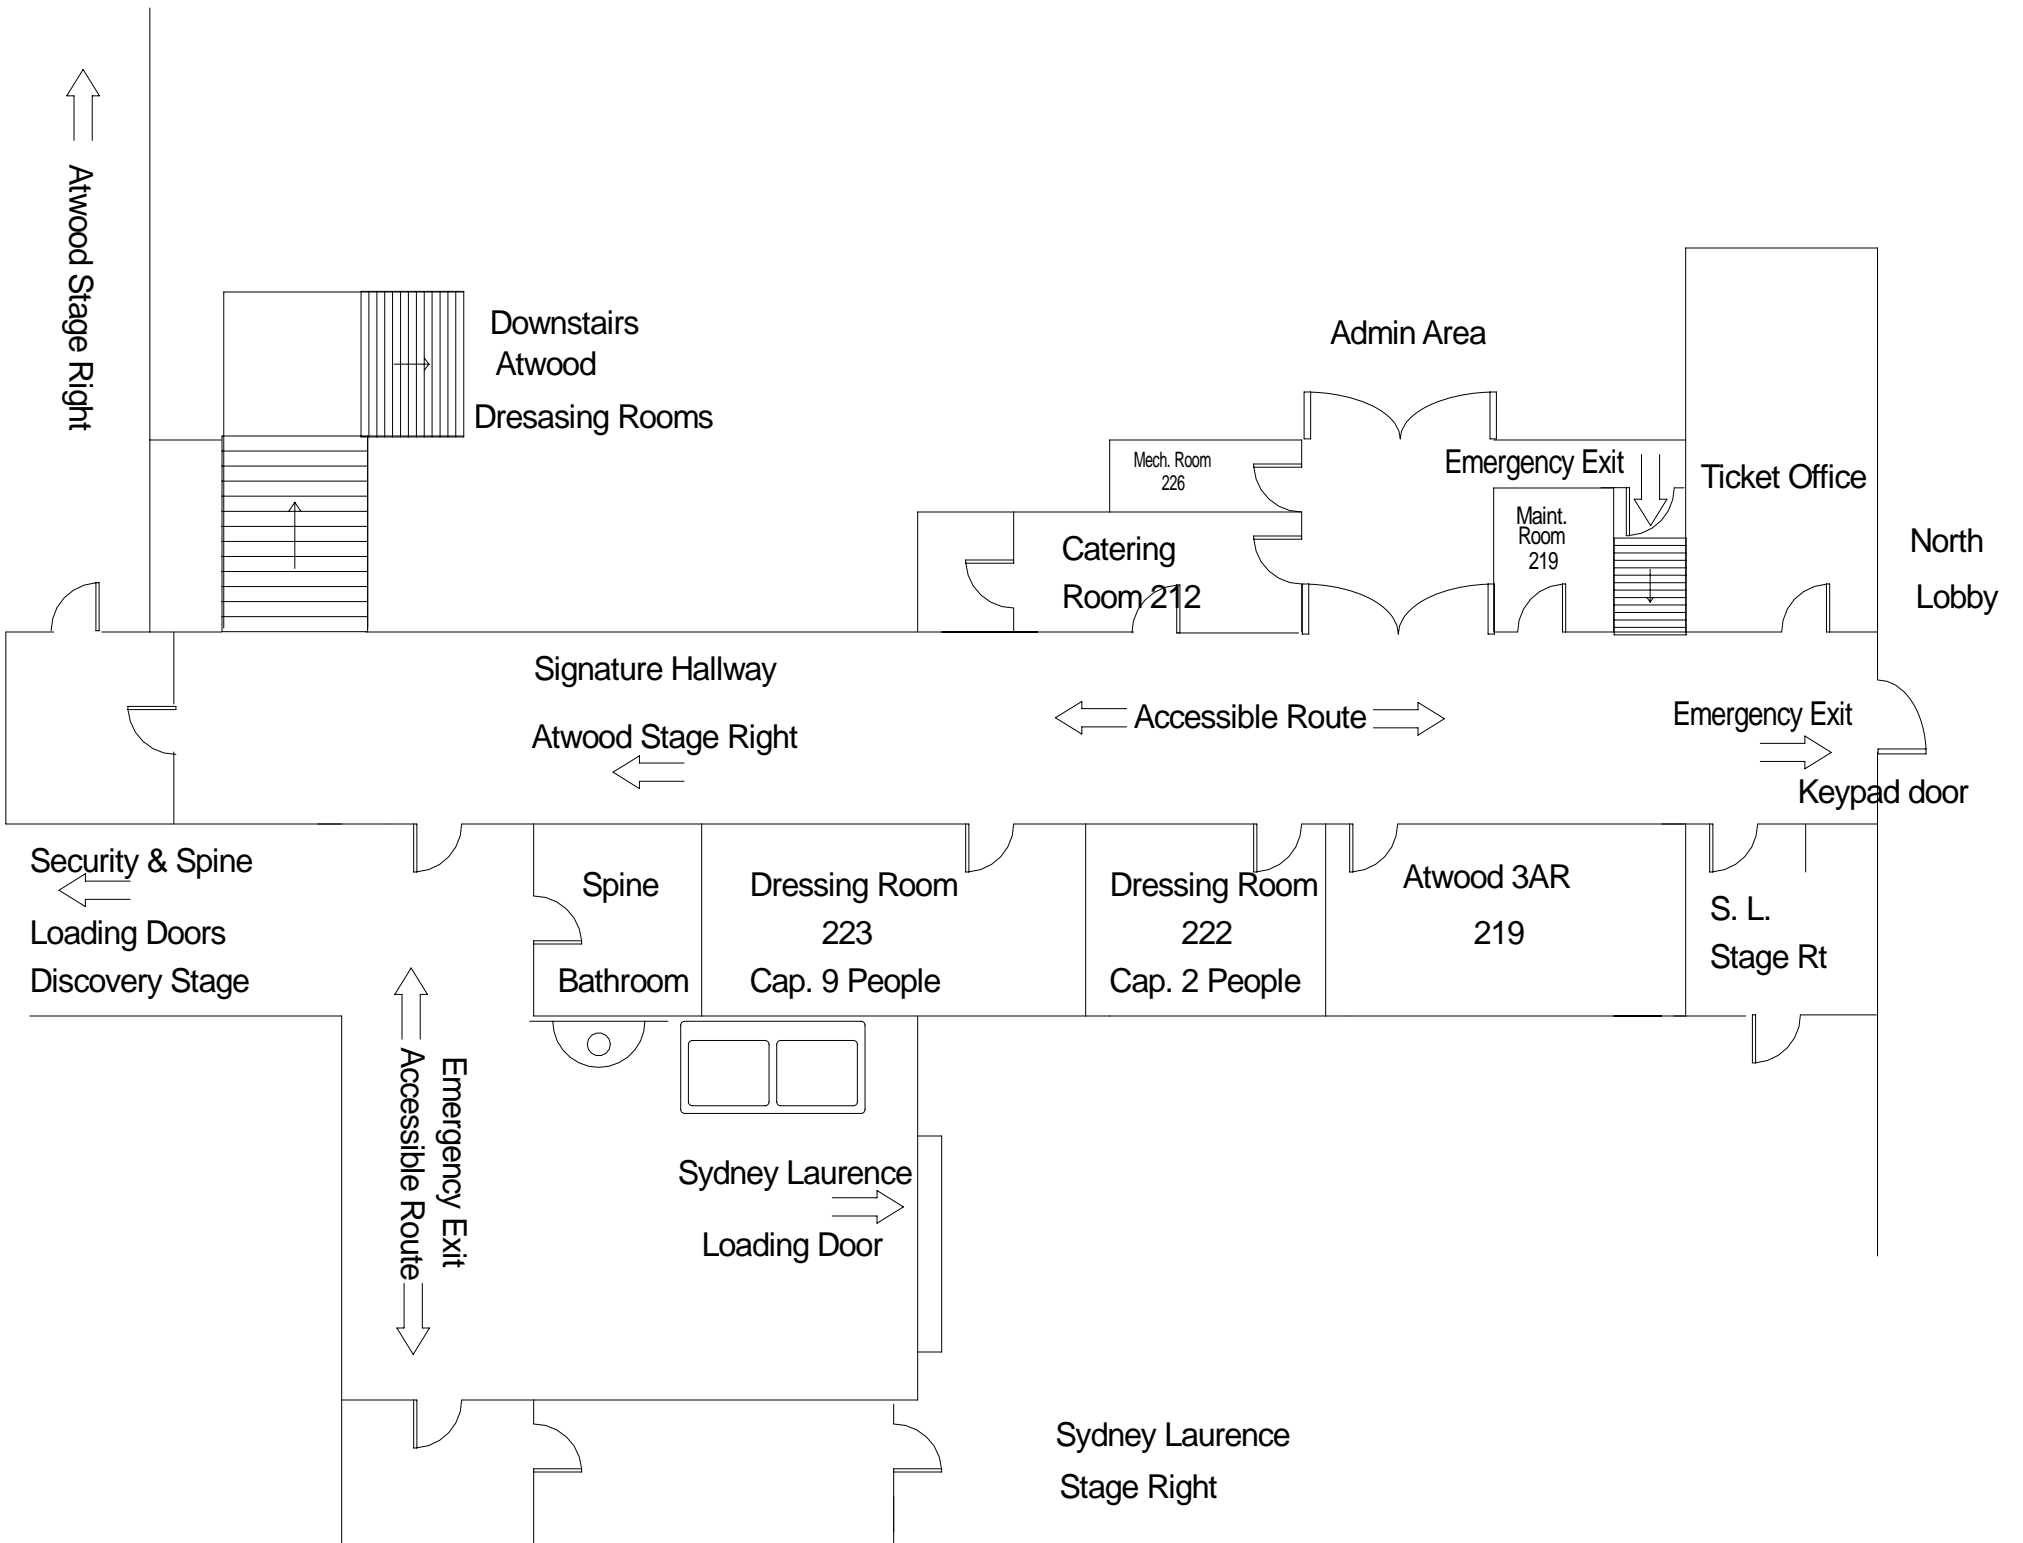 Atwood Stage Right
Downstairs
Atwood
Dresasing Rooms
Admin Area
Mech. Room
226
Emergency Exit
Ticket Office
Maint.
Room
219
Catering
Room 212
North
Lobby
Signature Hallway
Atwood Stage Right
Accessible Route
Emergency Exit
Keypad door
Security & Spine
Loading Doors
Discovery Stage
Spine
Bathroom
Dressing Room
223
Cap. 9 People
Dressing Room
222
Cap. 2 People
Atwood 3AR
219
S. L.
Stage Rt
Emergency Exit
Accessible Route
Sydney Laurence
Loading Door
Sydney Laurence
Stage Right